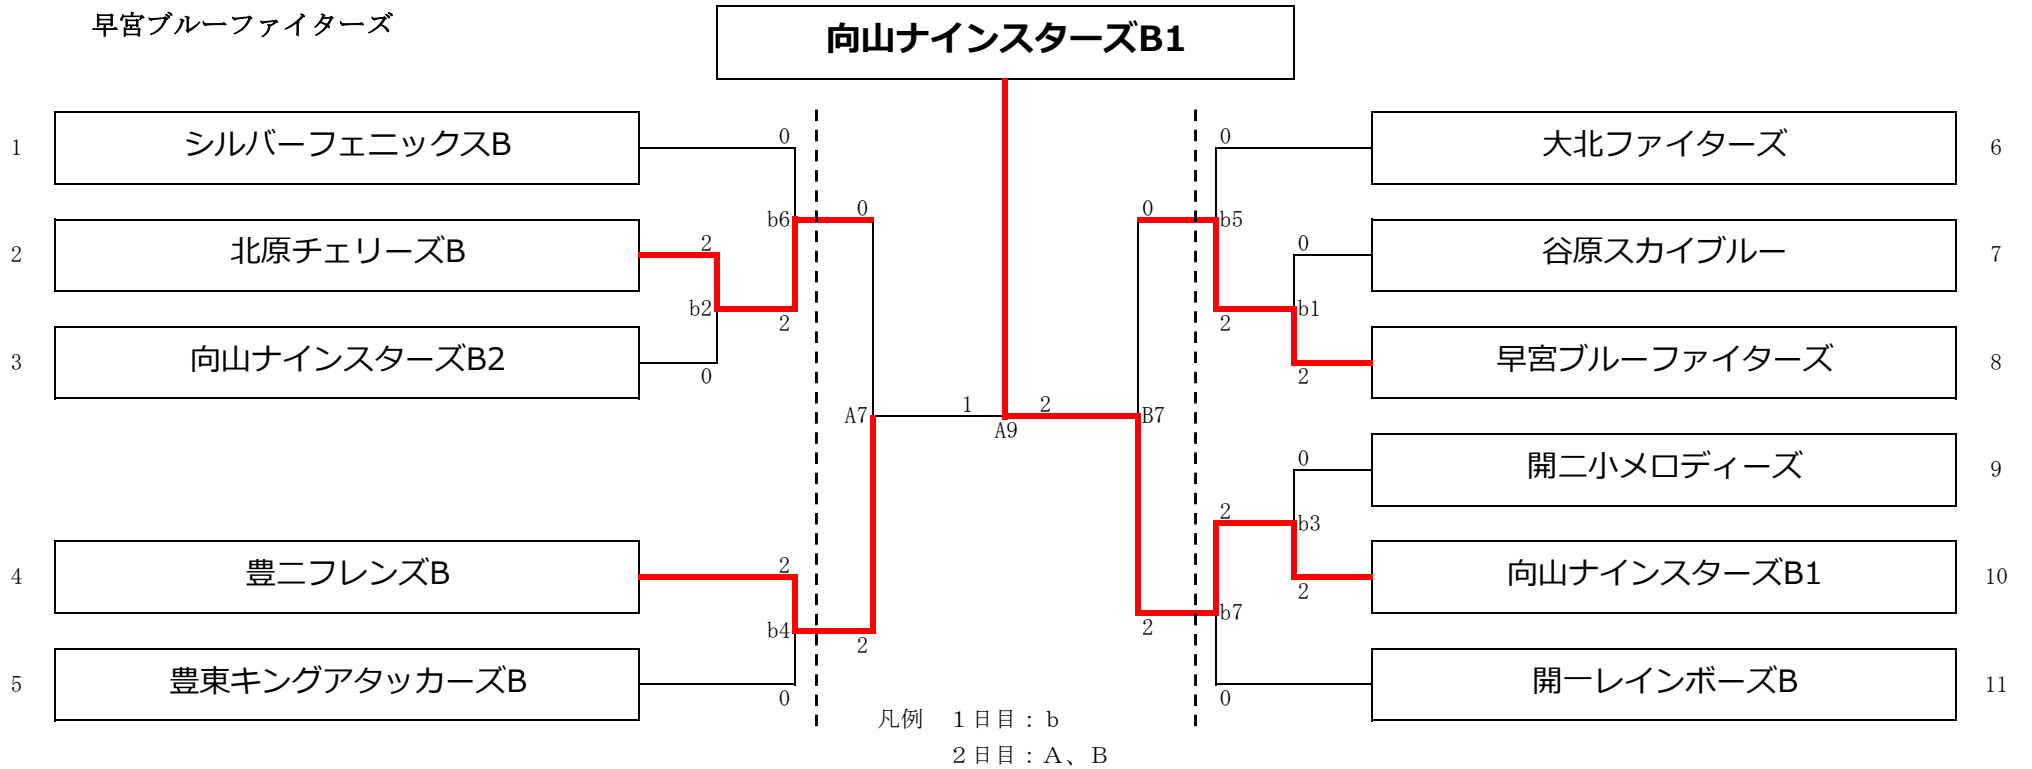 早宮ブルーファイターズ
向山ナインスターズB1
1
シルバーフェニックスB
0
0
大北ファイターズ
6
b6
0
0
b5
2
北原チェリーズB
2
0
谷原スカイブルー
7
b2
2
2
b1
3
向山ナインスターズB2
0
2
早宮ブルーファイターズ
8
A7
1
A9
2
B7
0
開二小メロディーズ
9
2
b3
4
豊二フレンズB
2
2
向山ナインスターズB1
10
b4
2
2
b7
5
豊東キングアタッカーズB
0
0
開一レインボーズB
11
凡例　１日目：ｂ
２日目：Ａ、Ｂ